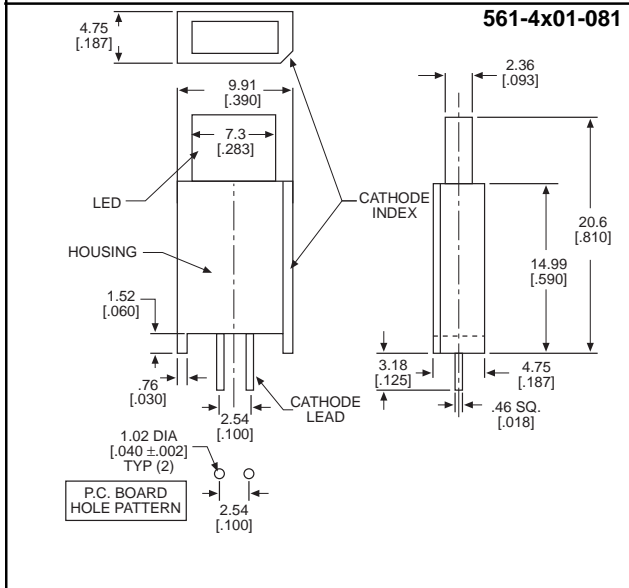 561-4x01-081
4.75
[.187]
9.91
[.390]
7.3
[.283]
LED
HOUSING
CATHODE
INDEX
1.52
[.060]
.76
[.030]
2.54
[.100]
CATHODE
LEAD
1.02 DIA
[.040 ±.002]
TYP (2)
P.C. BOARD
HOLE PATTERN
2.54
[.100]
2.36
[.093]
20.6
[.810]
14.99
[.590]
3.18
[.125]
4.75
[.187]
.46 SQ.
[.018]